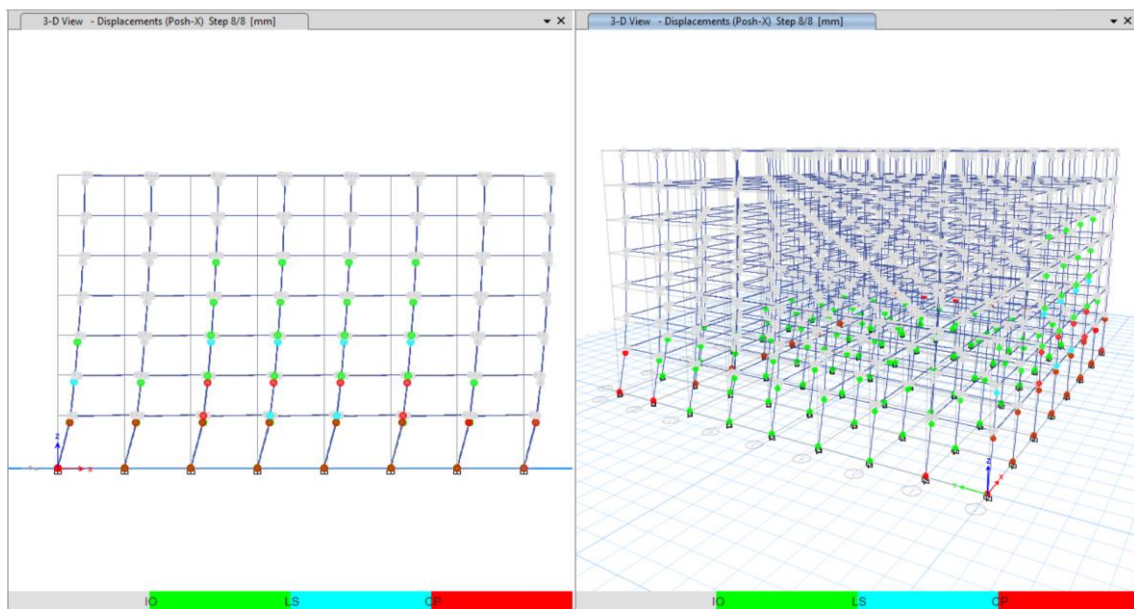 3-D View - Displacements (Posh-X) Step 8/8 [mm]
3-D View - Displacements (Posh-X) Step 8/8 [mm]
Z
X
Z
X
Y
IO LS CP
IO LS CP